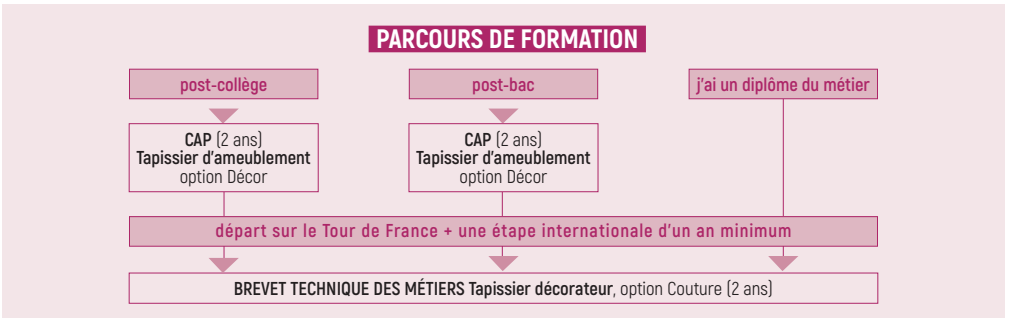 PARCOURS DE FORMATION
post-collège
post-bac
j'ai un diplôme du métier
CAP (2 ans)
Tapissier d'ameublement
option Décor
CAP (2 ans)
Tapissier d'ameublement
option Décor
départ sur le Tour de France + une étape internationale d'un an minimum
BREVET TECHNIQUE DES MÉTIERS Tapissier décorateur, option Couture (2 ans)